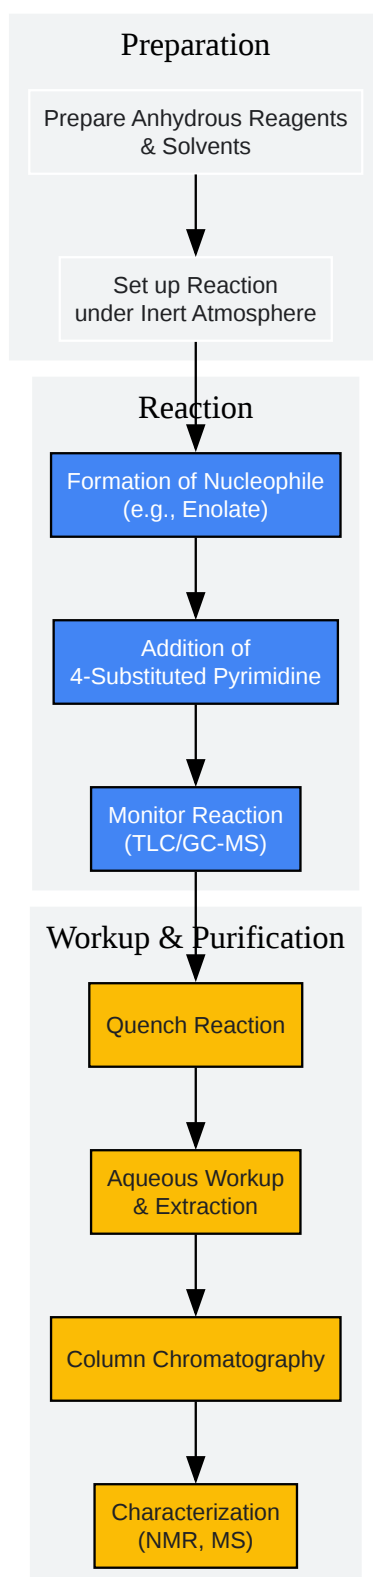 Preparation
Prepare Anhydrous Reagents
& Solvents
Set up Reaction
under Inert Atmosphere
Reaction
Formation of Nucleophile
(e.g., Enolate)
Addition of
4-Substituted Pyrimidine
Monitor Reaction
(TLC/GC-MS)
Workup & Purification
Quench Reaction
Aqueous Workup
& Extraction
Column Chromatography
Characterization
(NMR, MS)